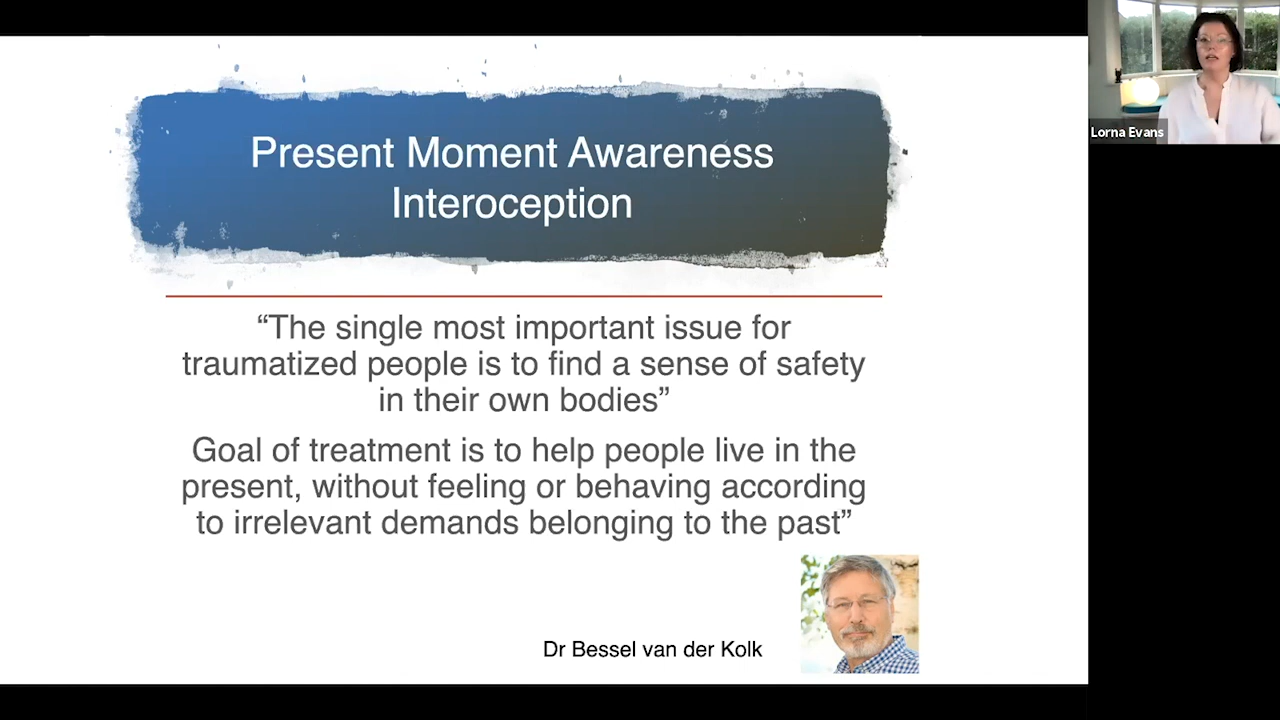 Present Moment Awareness
Interoception
“The single most important issue for
traumatized people is to find a sense of safety
in their own bodies”
Goal of treatment is to help people live in the
present, without feeling or behaving according
to irrelevant demands belonging to the past”
Dr Bessel van der Kolk
Lorna Evans